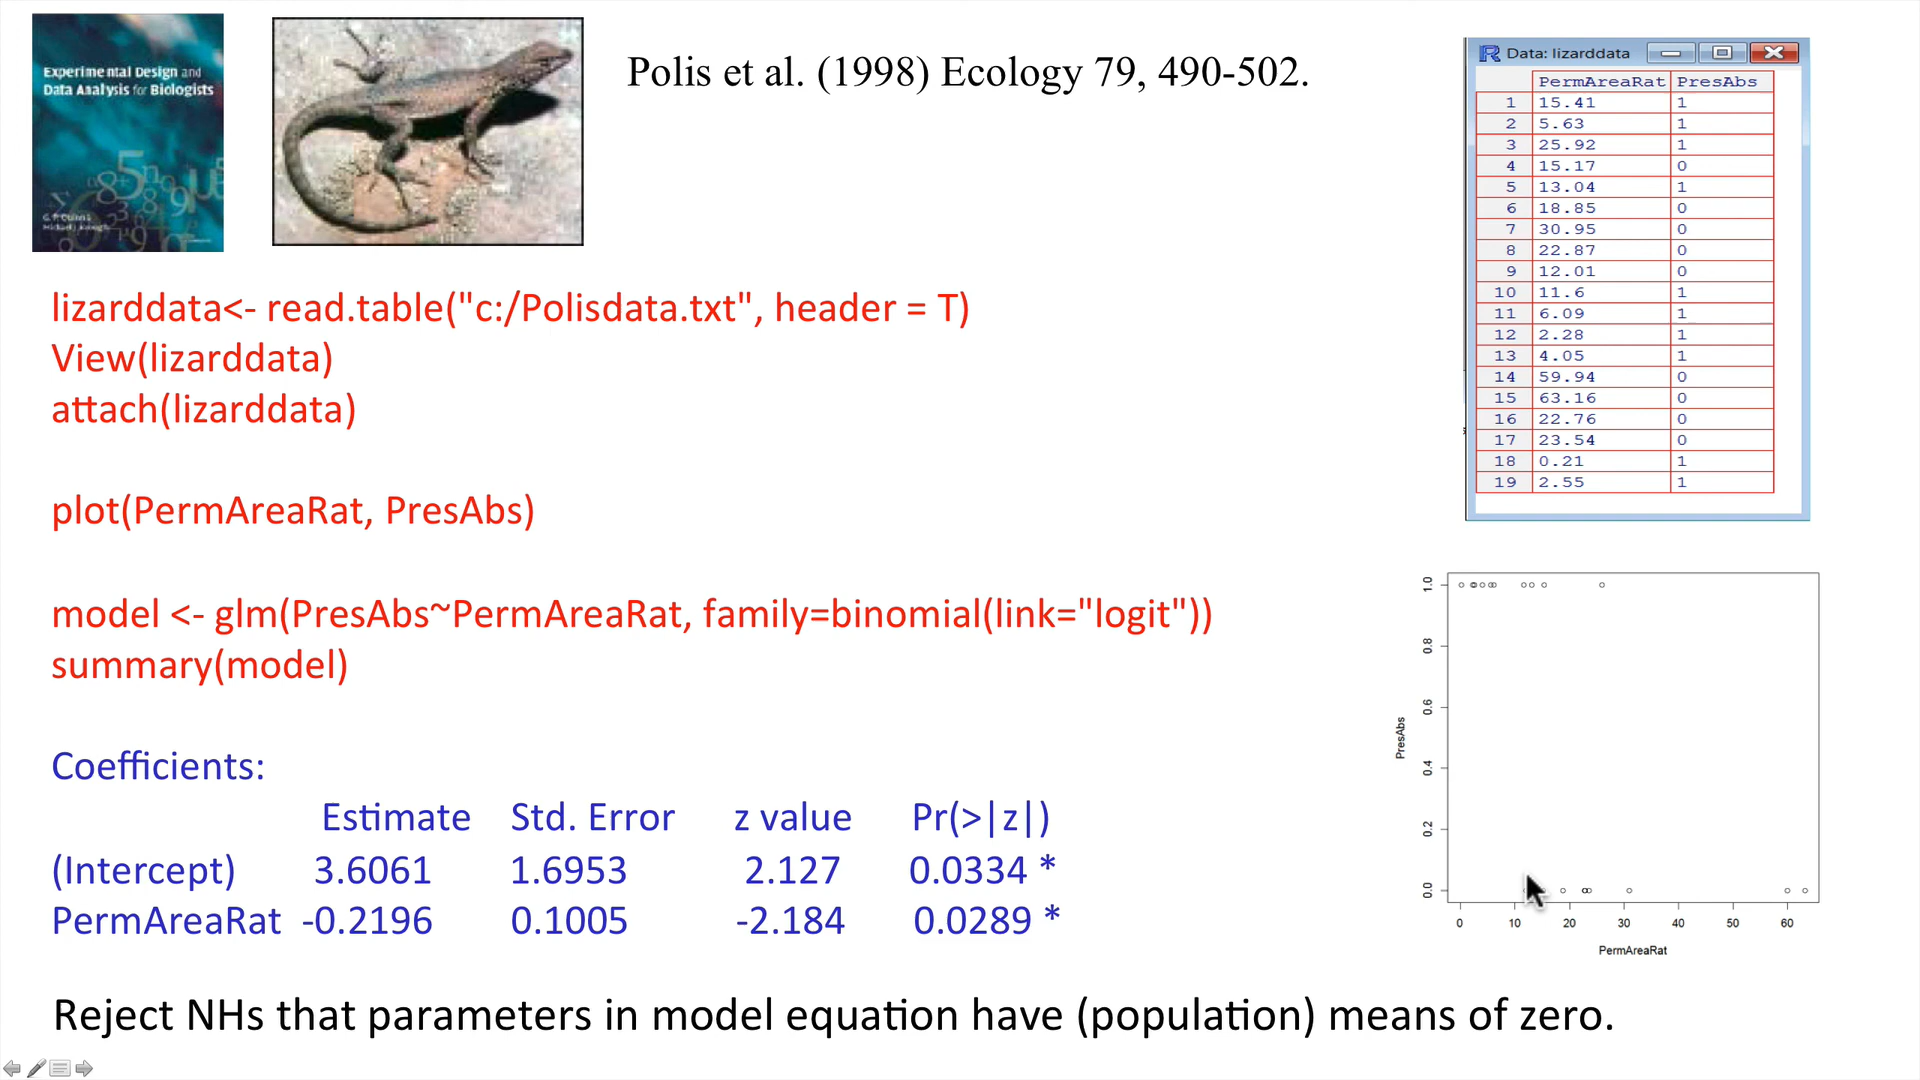 Experimental Design and
Data Analysis for Biologists
Polis et al. (1998) Ecology 79, 490-502.
lizarddata<- read.table("c:/Polisdata.txt", header = T)
View(lizarddata)
attach(lizarddata)
plot(PermAreaRat, PresAbs)
model <- glm(PresAbs~PermAreaRat, family=binomial(link="logit"))
summary(model)
Coefficients:
Estimate Std. Error z value Pr(>|z|)
(Intercept) 3.6061 1.6953 2.127 0.0334 *
PermAreaRat -0.2196 0.1005 -2.184 0.0289 *
Reject NHs that parameters in model equation have (population) means of zero.
R Data: lizarddata
PermAreaRat PresAbs
1 15.41 1
2 5.63 1
3 25.92 1
4 15.17 0
5 13.04 1
6 18.85 0
7 30.95 0
8 22.87 0
9 12.01 0
10 11.6 1
11 6.09 1
12 2.28 1
13 4.05 1
14 59.94 0
15 63.16 0
16 22.76 0
17 23.54 0
18 0.21 1
19 2.55 1
1.0
0.8
0.6
0.4
0.2
0.0
PresAbs
0 10 20 30 40 50 60
PermAreaRat